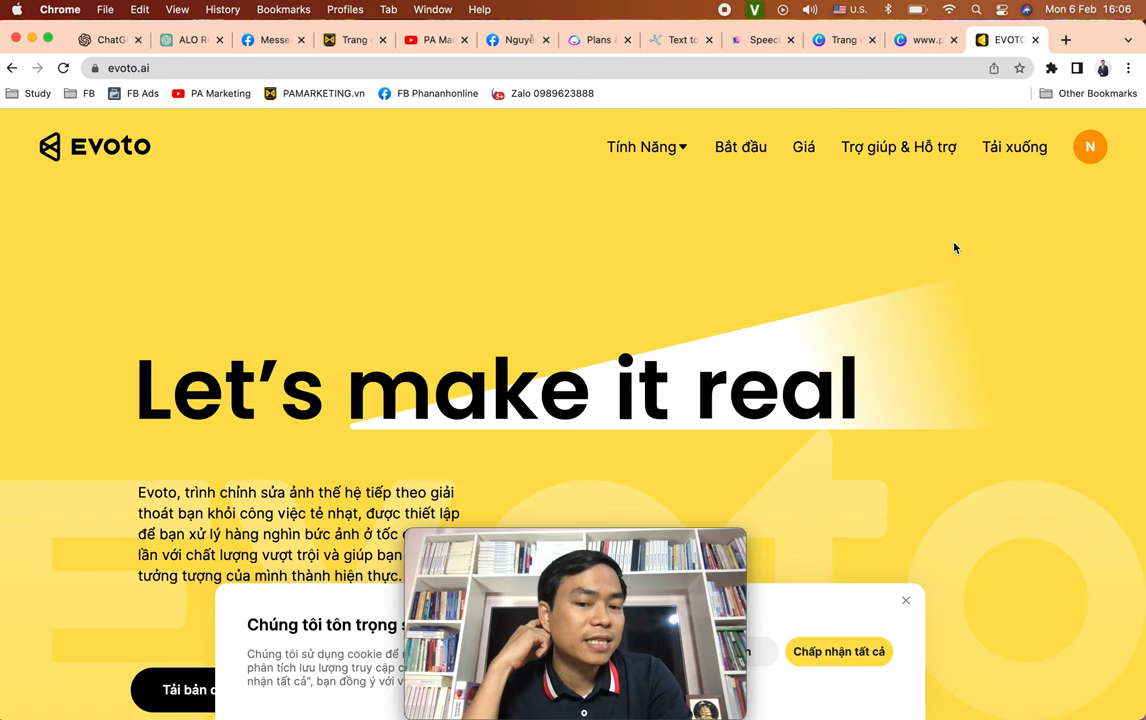 Chrome File Edit View History Bookmarks Profiles Tab Window Help V U.S. Mon 6 Feb 16:06
ChatG ALO R Messe Trang PA Ma Nguyễ Plans Text to Speec Trang www.p EVOTO
evoto.ai
Study FB FB Ads PA Marketing PAMARKETING.vn FB Phananhonline 5+ Zalo 0989623888 Other Bookmarks
EVOTO Tính Năng Bắt đầu Giá Trợ giúp & Hỗ trợ Tải xuống N
Let's make it real
evoto
Evoto, trình chỉnh sửa ảnh thế hệ tiếp theo giải
thoát bạn khỏi công việc tẻ nhạt, được thiết lập
để bạn xử lý hàng nghìn bức ảnh ở tốc
lần với chất lượng vượt trội và giúp bạn
tưởng tượng của mình thành hiện thực.
Chúng tôi tôn trọng
Chúng tôi sử dụng cookie để
phân tích lưu lượng truy cập
nhận tất cả", bạn đồng ý với
Chấp nhận tất cả
Tải bản